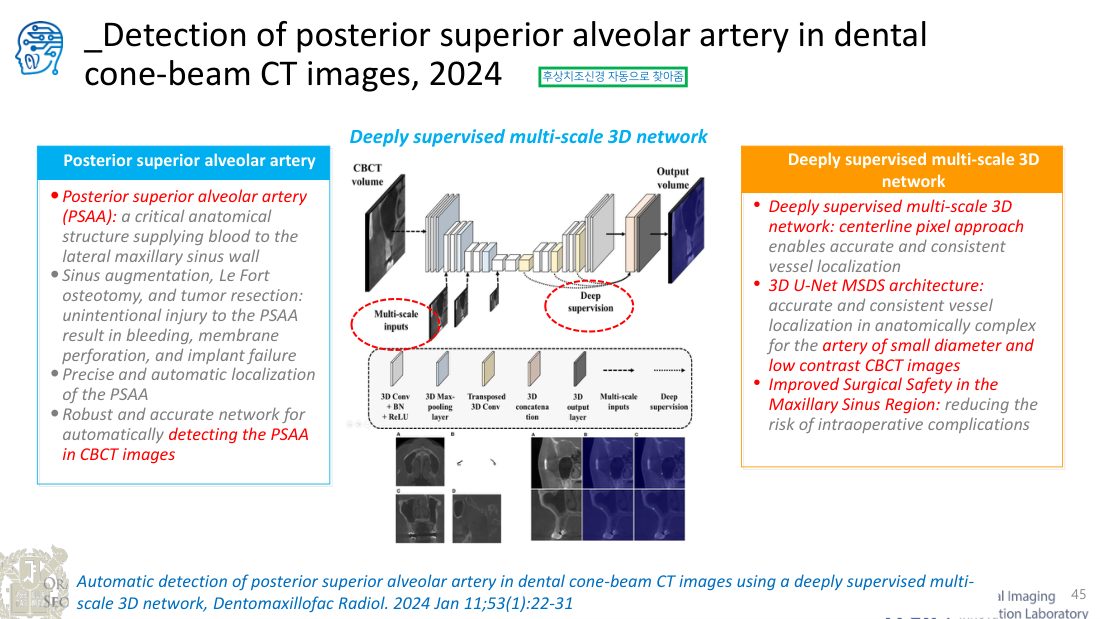 _Detection of posterior superior alveolar artery in dental
cone-beam CT images, 2024
후상치조신경 자동으로 찾아줌
Posterior superior alveolar artery
•Posterior superior alveolar artery
(PSAA): a critical anatomical
structure supplying blood to the
lateral maxillary sinus wall
•Sinus augmentation, Le Fort
osteotomy, and tumor resection:
unintentional injury to the PSAA
result in bleeding, membrane
perforation, and implant failure
•Precise and automatic localization
of the PSAA
•Robust and accurate network for
automatically detecting the PSAA
in CBCT images
Deeply supervised multi-scale 3D network
CBCT
volume
Output
volume
Multi-scale
inputs
Deep
supervision
3D Conv
+ BN
+ ReLU
3D Max-
pooling
layer
Transposed
3D Conv
3D
concatena
tion
3D
output
layer
Multi-scale
inputs
Deep
supervision
A
B
C
D
A
B
C
Deeply supervised multi-scale 3D
network
• Deeply supervised multi-scale 3D
network: centerline pixel approach
enables accurate and consistent
vessel localization
• 3D U-Net MSDS architecture:
accurate and consistent vessel
localization in anatomically complex
for the artery of small diameter and
low contrast CBCT images
• Improved Surgical Safety in the
Maxillary Sinus Region: reducing the
risk of intraoperative complications
Automatic detection of posterior superior alveolar artery in dental cone-beam CT images using a deeply supervised multi-
scale 3D network, Dentomaxillofac Radiol. 2024 Jan 11;53(1):22-31
al Imaging
tion Laboratory
45